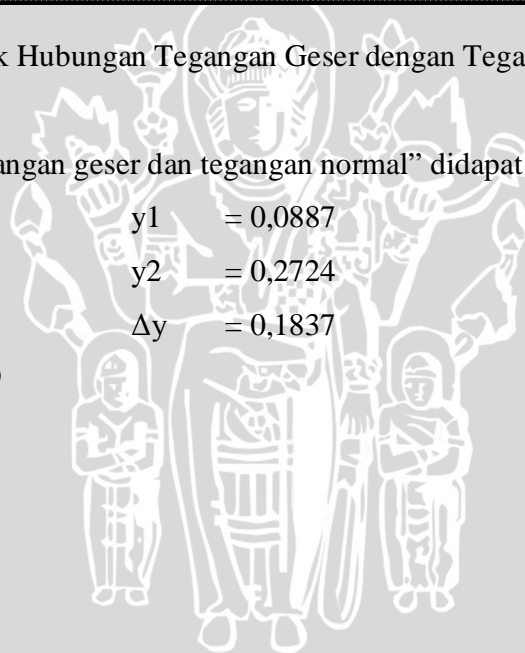 k Hubungan Tegangan Geser dengan Tega
angan geser dan tegangan normal” didapat
y1 = 0,0887
y2 = 0,2724
Δy = 0,1837
)